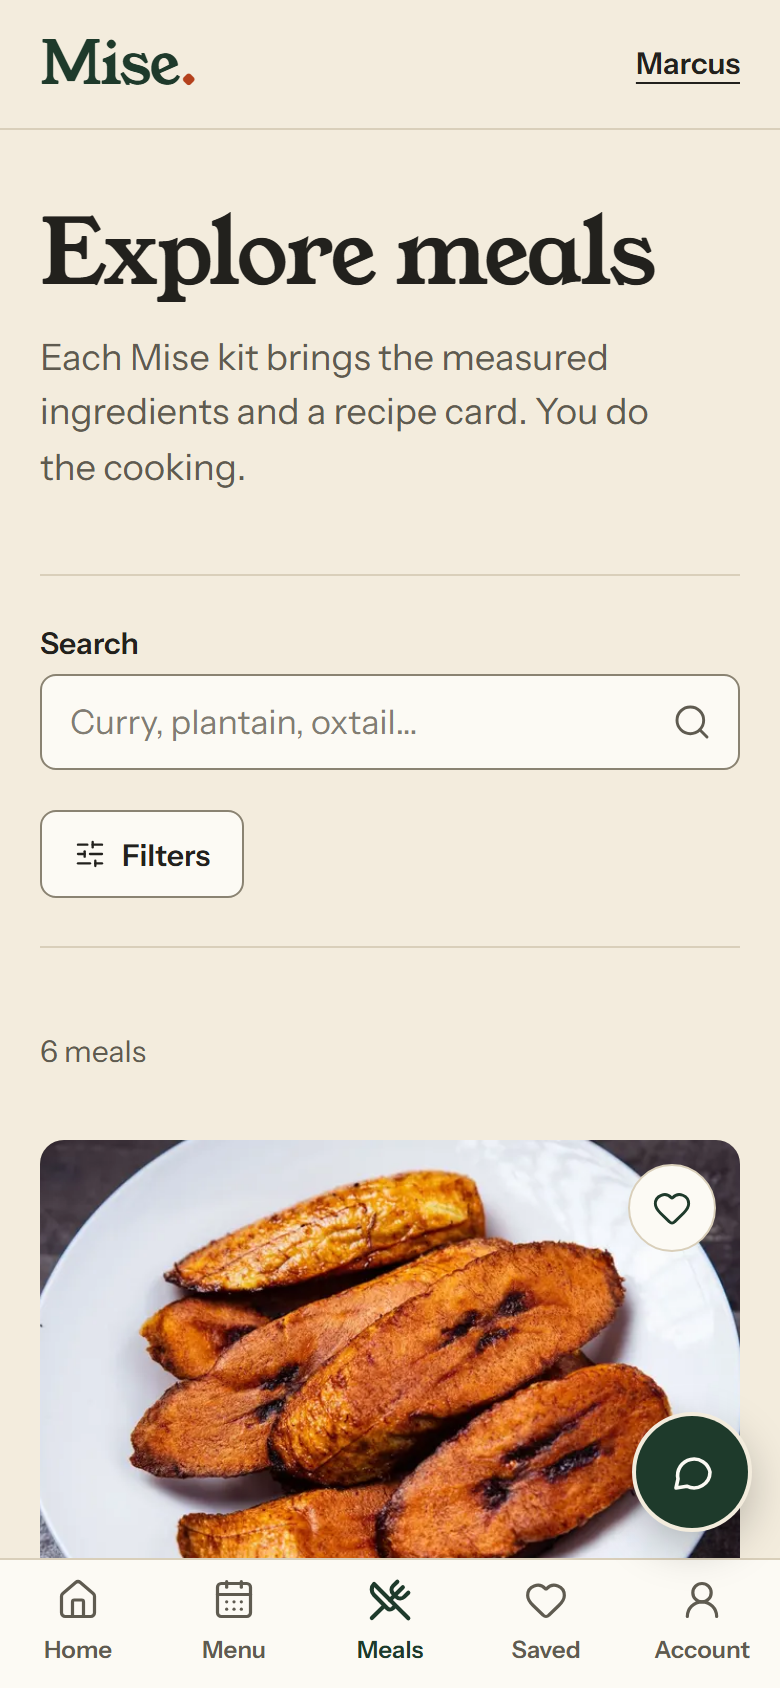 Mise.
Marcus
Explore meals
Each Mise kit brings the measured
ingredients and a recipe card. You do
the cooking.
Search
Curry, plantain, oxtail...
Filters
6 meals
Home
Menu
Meals
Saved
Account